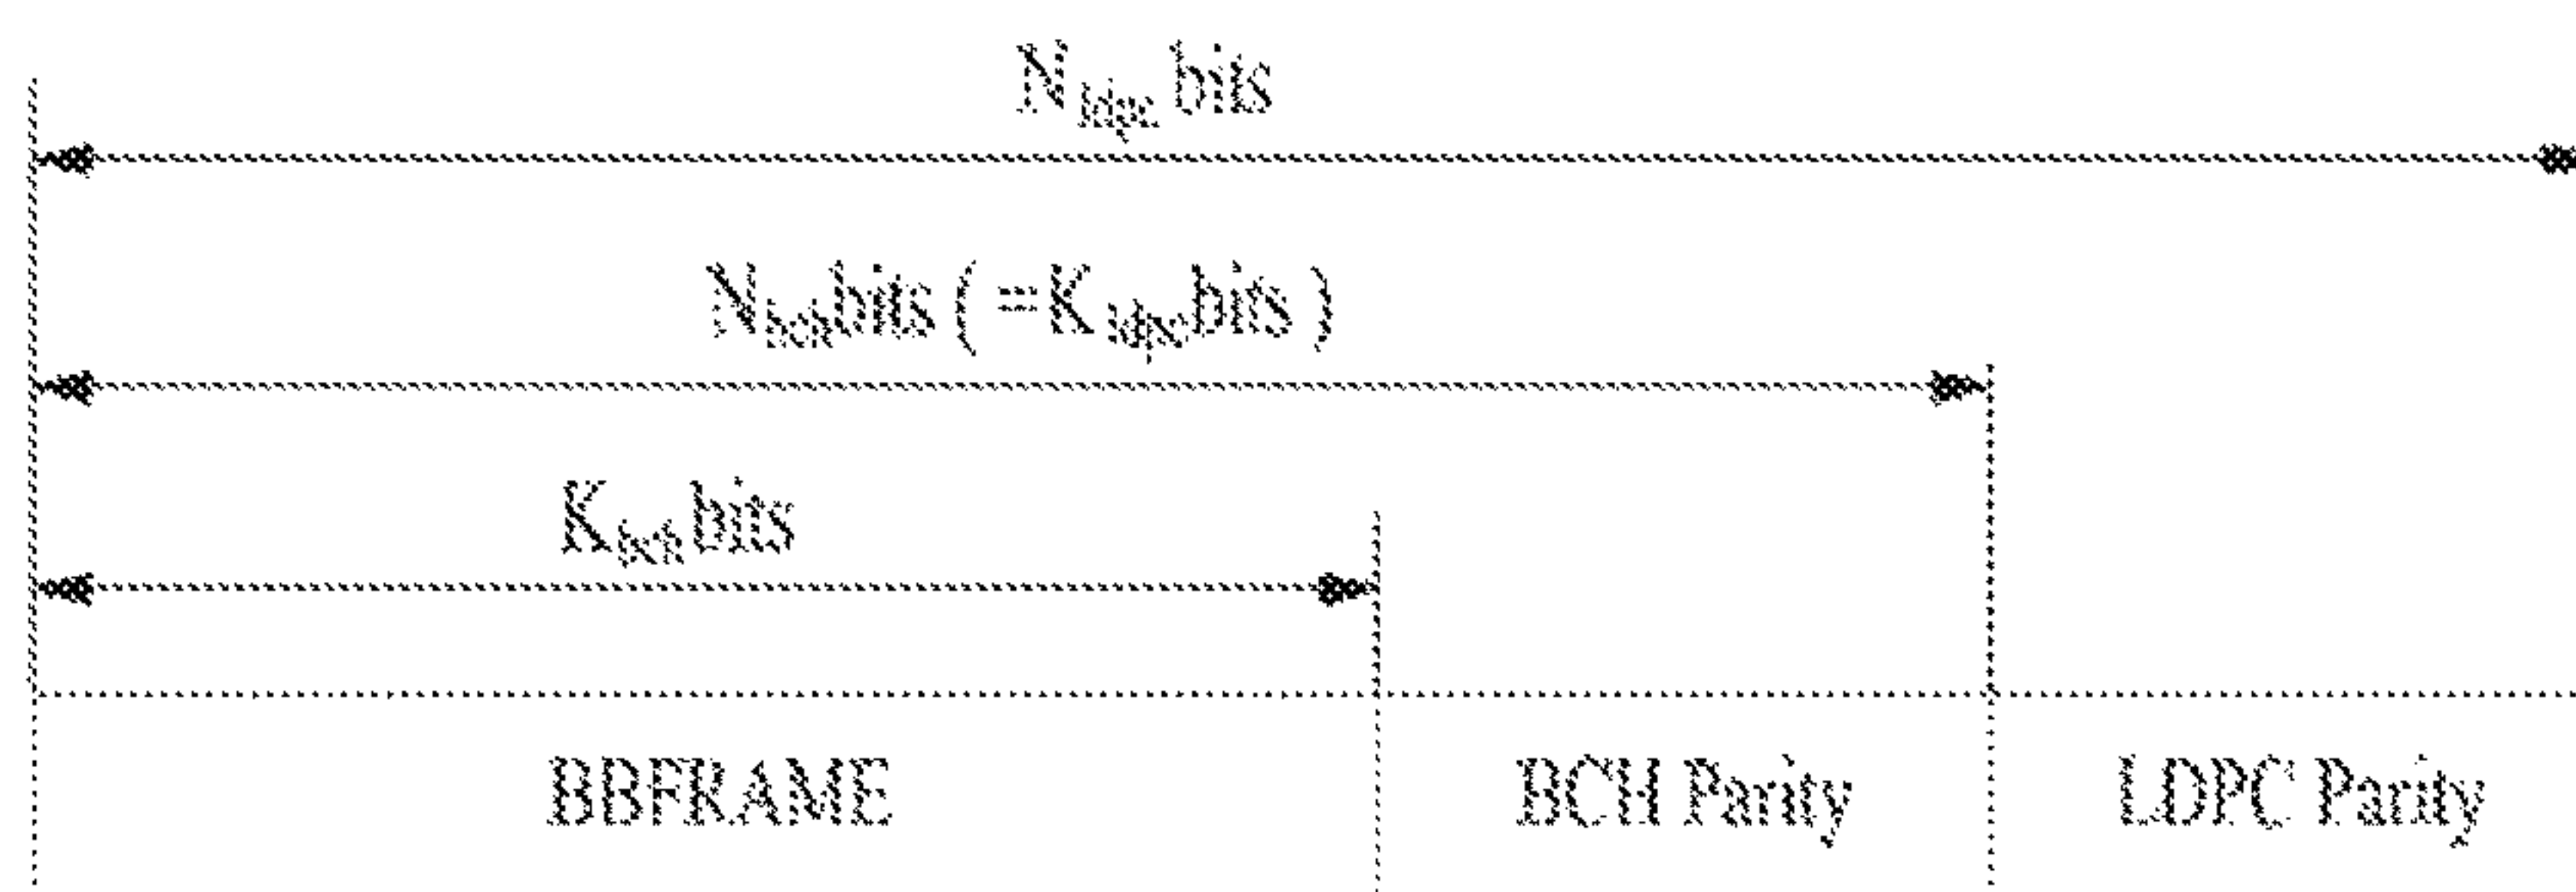 N ldpc bits
N bch bits ( = K ldpc bits )
K bch bits
BBFRAME BCH Parity LDPC Parity